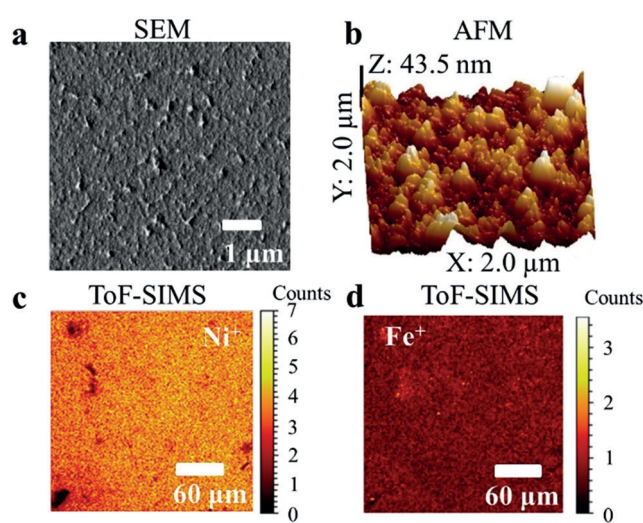 a
SEM
1 µm
b
AFM
Z: 43.5 nm
Y: 2.0 µm
X: 2.0 µm
c
ToF-SIMS
Counts
Ni⁺
60 µm
7
6
5
4
3
2
1
0
d
ToF-SIMS
Counts
Fe⁺
60 µm
3
2
1
0